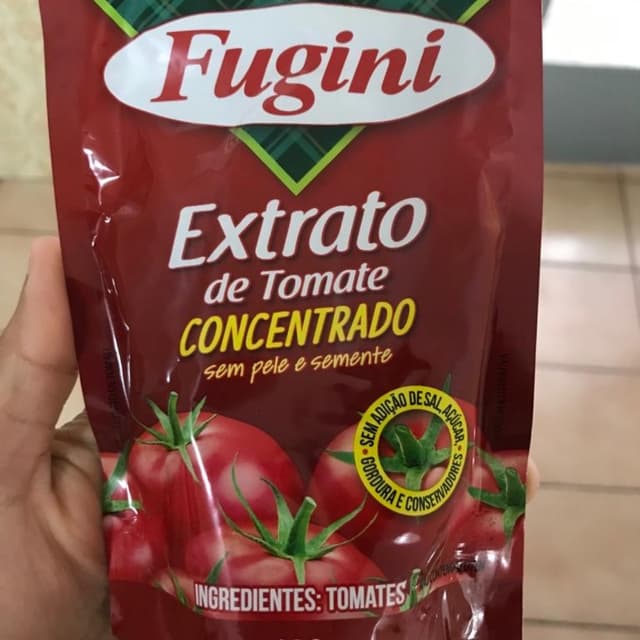 Fugini
Extrato
de Tomate
CONCENTRADO
sem pele e semente
SEM ADIÇÃO DE SAL, AÇÚCAR,
GORDURA E CONSERVADORES
INGREDIENTES: TOMATES